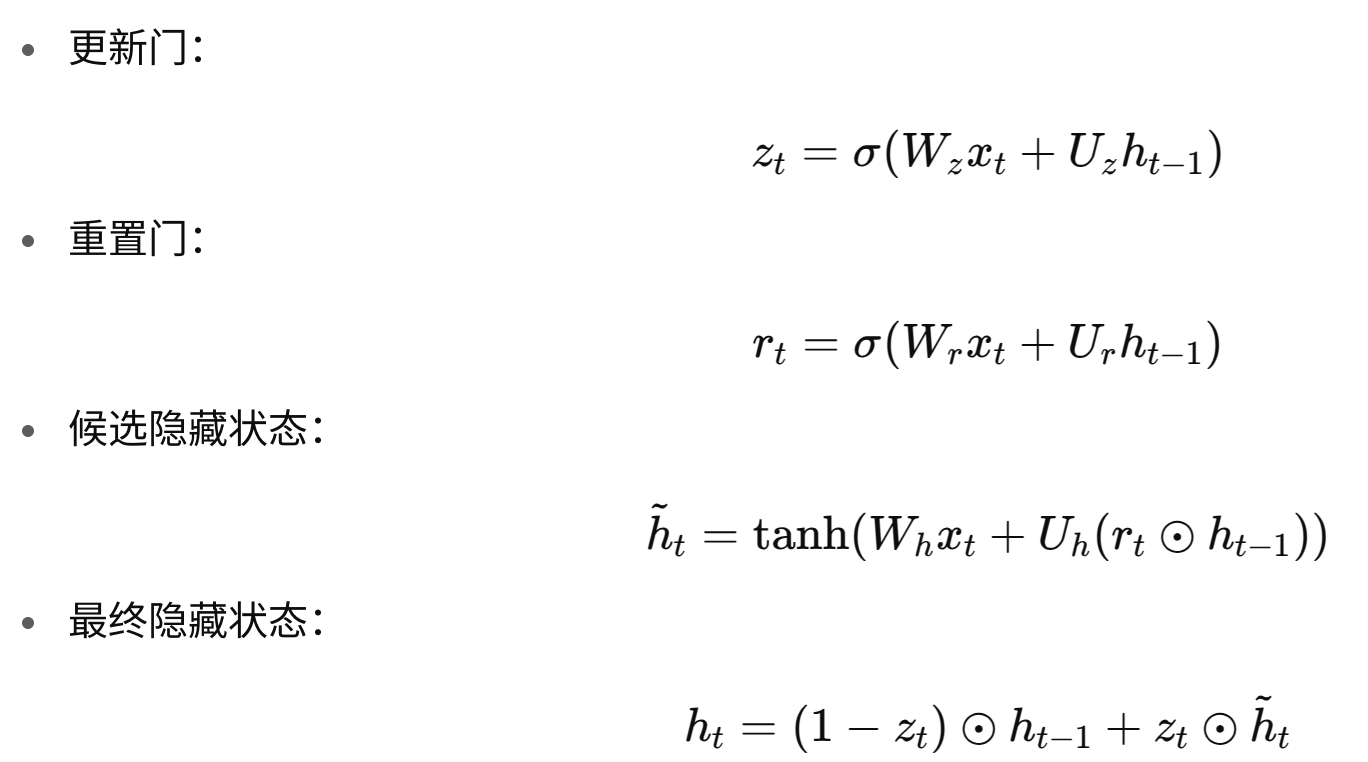 • 更新门：
z_t = σ(W_z x_t + U_z h_{t−1})
• 重置门：
r_t = σ(W_r x_t + U_r h_{t−1})
• 候选隐藏状态：
h̃_t = tanh(W_h x_t + U_h(r_t ⊙ h_{t−1}))
• 最终隐藏状态：
h_t = (1 − z_t) ⊙ h_{t−1} + z_t ⊙ h̃_t